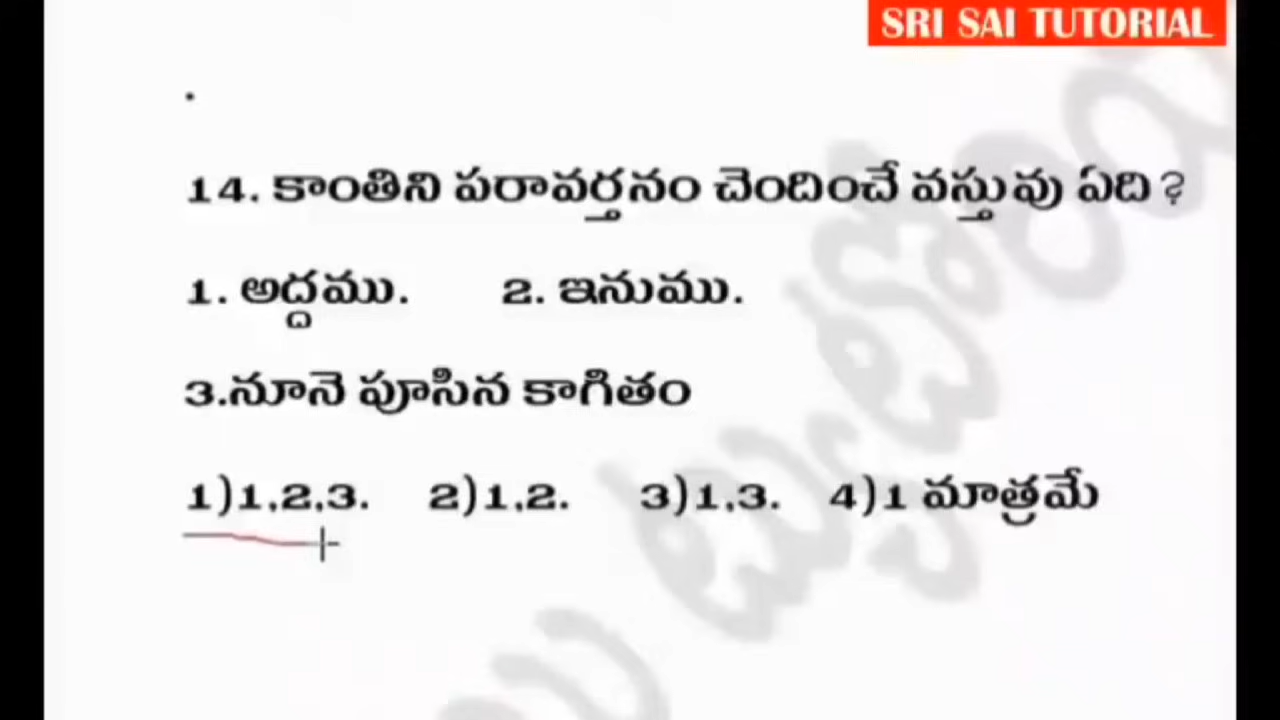 SRI SAI TUTORIAL
.
14. కాంతిని పరావర్తనం చెందించే వస్తువు ఏది?
1. అద్దము. 2. ఇనుము.
3.నూనె పూసిన కాగితం
1)1,2,3. 2)1,2. 3)1,3. 4)1 మాత్రమే